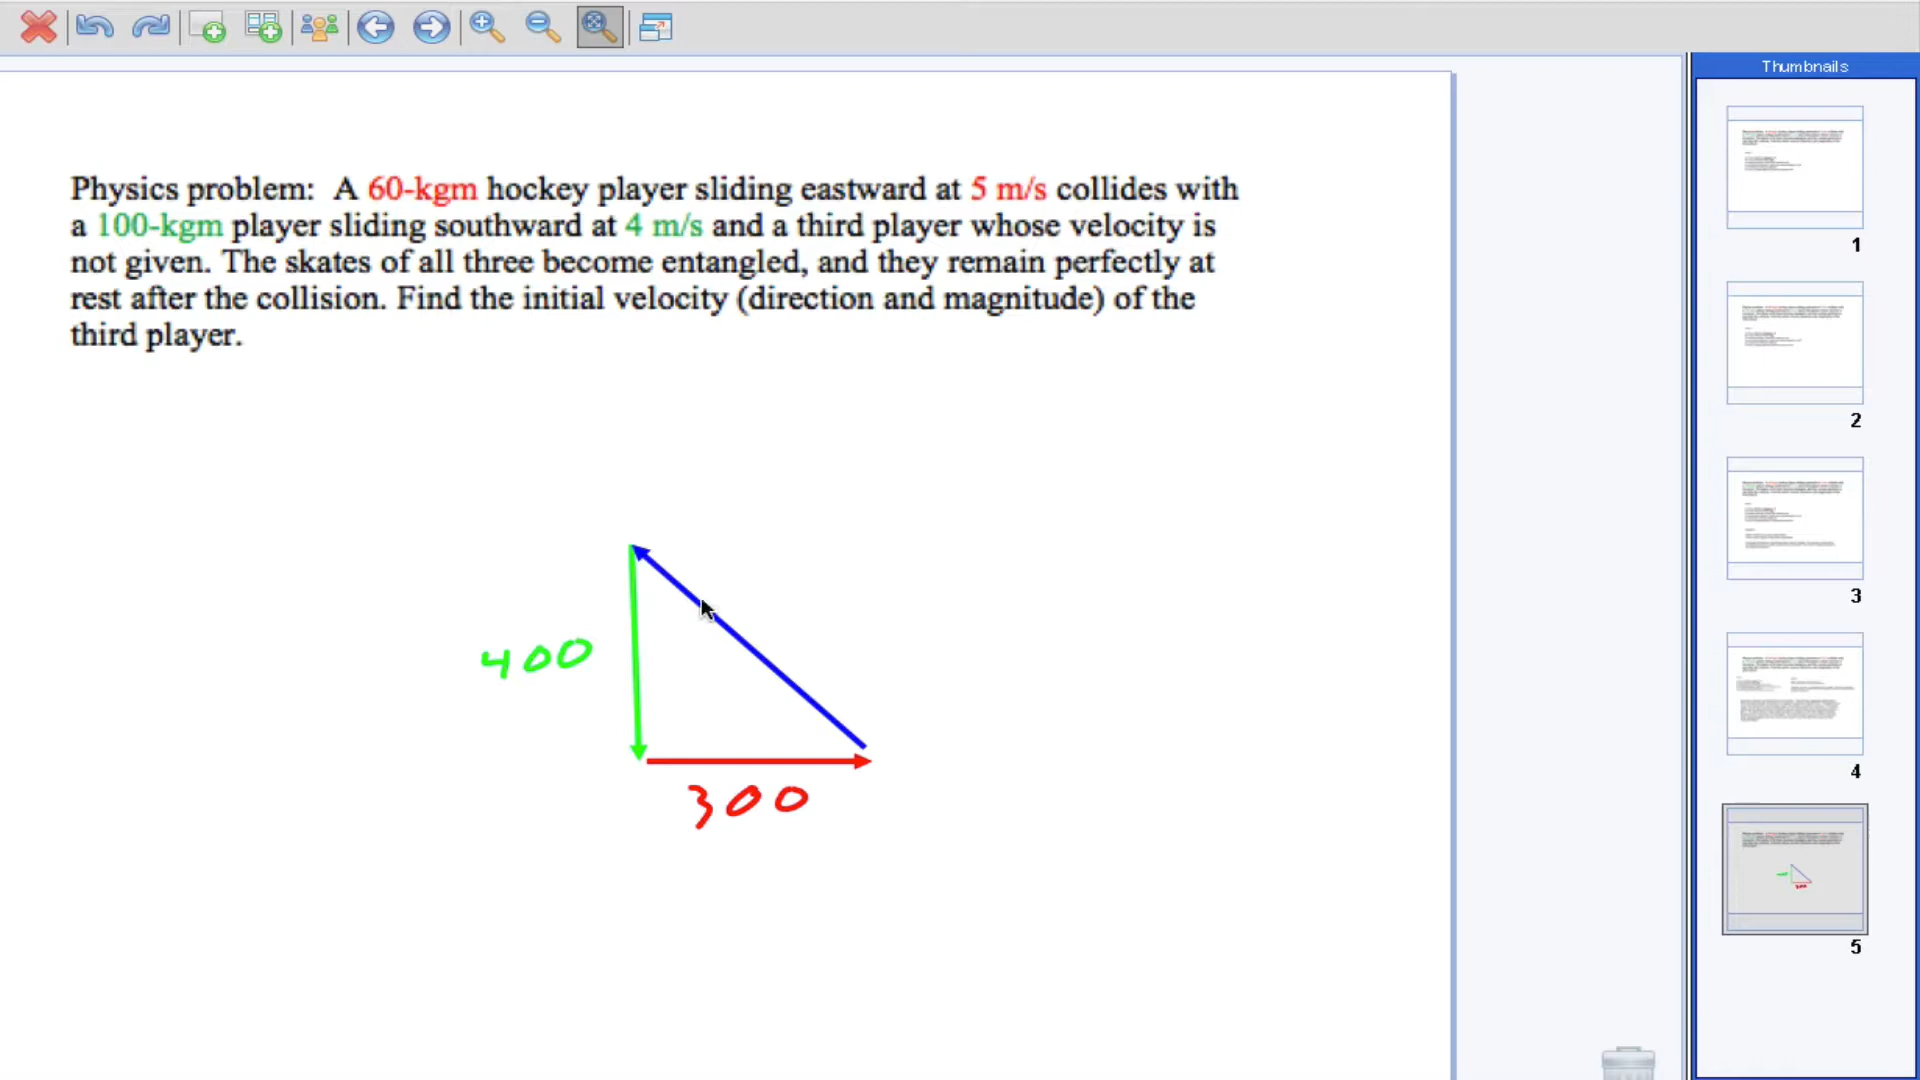 Thumbnails
Physics problem: A 60-kgm hockey player sliding eastward at 5 m/s collides with
a 100-kgm player sliding southward at 4 m/s and a third player whose velocity is
not given. The skates of all three become entangled, and they remain perfectly at
rest after the collision. Find the initial velocity (direction and magnitude) of the
third player.
400
300
1
2
3
4
5